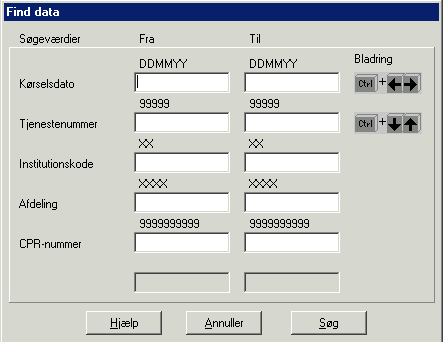 Find data
Søgeværdier Fra Til
Bladring
DDMMYY DDMMYY
Kørselsdato Ctrl +
99999 99999
Tjenestenummer Ctrl +
XX XX
Institutionskode
XXXX XXXX
Afdeling
9999999999 9999999999
CPR-nummer
Hjælp Annuller Søg